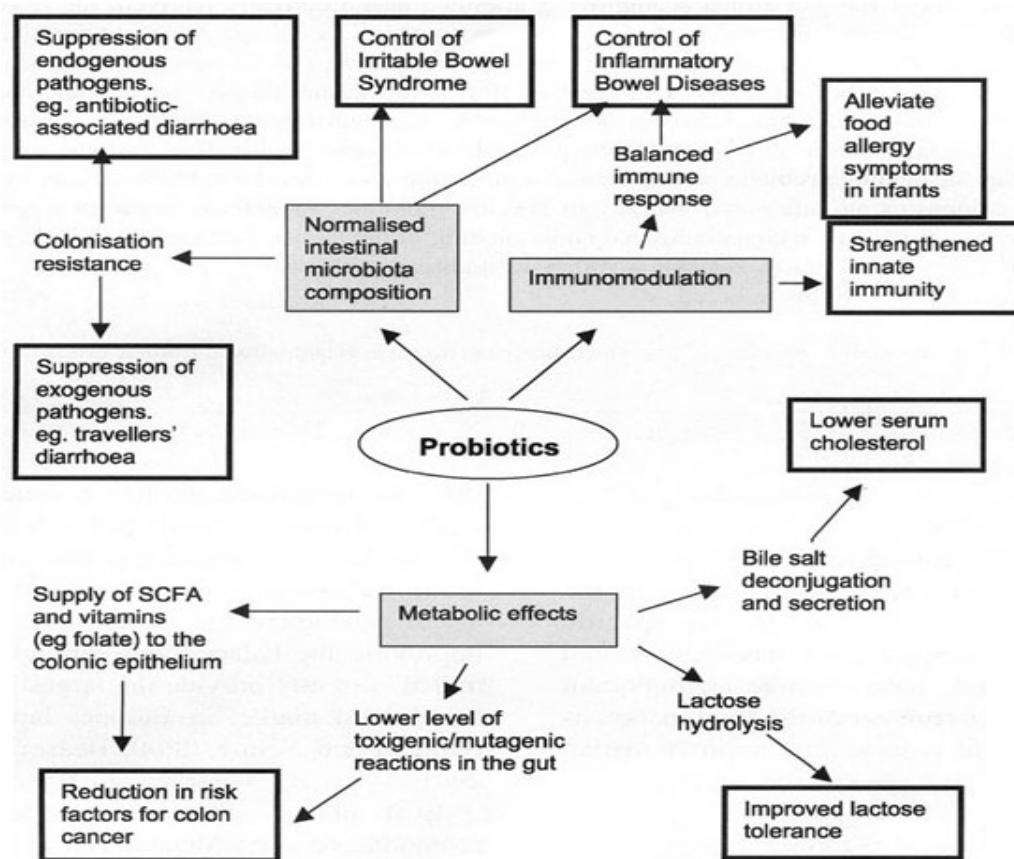 Suppression of
endogenous
pathogens.
eg. antibiotic-
associated diarrhoea
Control of
Irritable Bowel
Syndrome
Control of
Inflammatory
Bowel Diseases
Alleviate
food
allergy
symptoms
in infants
Balanced
immune
response
Colonisation
resistance
Normalised
intestinal
microbiota
composition
Immunomodulation
Strengthened
innate
immunity
Suppression of
exogenous
pathogens.
eg. travellers'
diarrhoea
Probiotics
Lower serum
cholesterol
Bile salt
deconjugation
and secretion
Supply of SCFA
and vitamins
(eg folate) to the
colonic epithelium
Metabolic effects
Lactose
hydrolysis
Lower level of
toxigenic/mutagenic
reactions in the gut
Reduction in risk
factors for colon
cancer
Improved lactose
tolerance